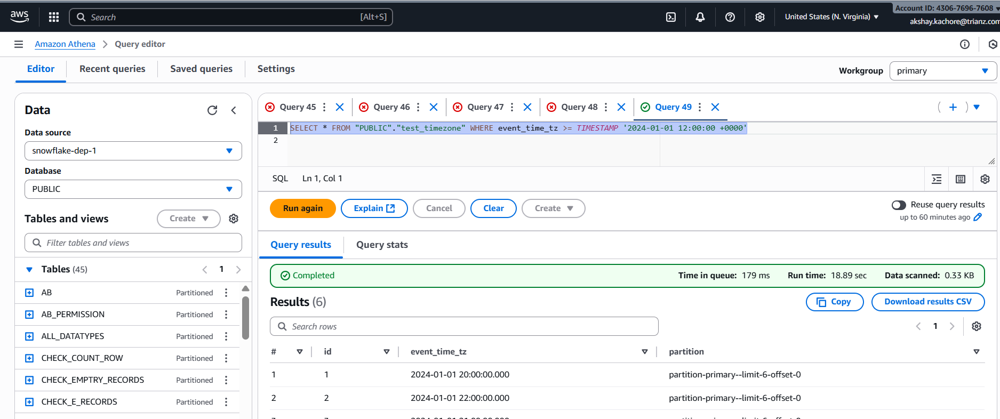 aws
Search
[Alt+S]
United States (N. Virginia)
Account ID: 4306-7696-7608
akshay.kachore@trianz.com
Amazon Athena
Query editor
Editor
Recent queries
Saved queries
Settings
Workgroup
primary
Data
Data source
snowflake-dep-1
Database
PUBLIC
Tables and views
Create
Filter tables and views
Tables (45)
1
AB Partitioned
AB_PERMISSION Partitioned
ALL_DATATYPES Partitioned
CHECK_COUNT_ROW Partitioned
CHECK_EMPTRY_RECORDS Partitioned
CHECK_E_RECORDS Partitioned
Query 45
Query 46
Query 47
Query 48
Query 49
1 SELECT * FROM "PUBLIC"."test_timezone" WHERE event_time_tz >= TIMESTAMP '2024-01-01 12:00:00 +0000'
2
SQL Ln 1, Col 1
Run again
Explain
Cancel
Clear
Create
Reuse query results
up to 60 minutes ago
Query results
Query stats
Completed
Time in queue: 179 ms
Run time: 18.89 sec
Data scanned: 0.33 KB
Results (6)
Copy
Download results CSV
Search rows
1
# id event_time_tz partition
1 1 2024-01-01 20:00:00.000 partition-primary--limit-6-offset-0
2 2 2024-01-01 22:00:00.000 partition-primary--limit-6-offset-0